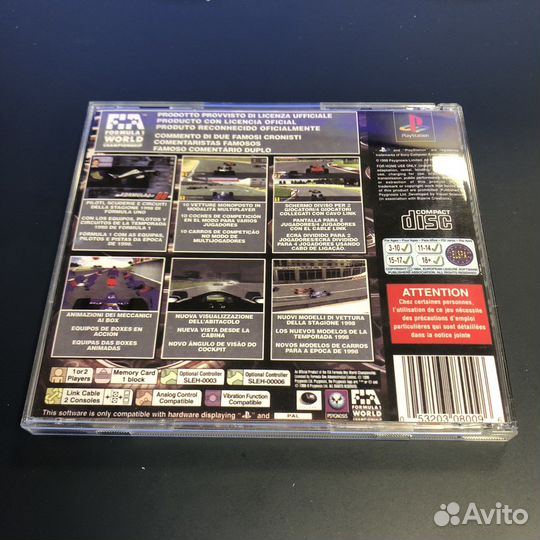 FIA
FORMULA 1
WORLD
CHAMPIONSHIP
PRODOTTO PROVVISTO DI LICENZA UFFICIALE
PRODUCTO CON LICENCIA OFICIAL
PRODUTO RECONHECIDO OFICIALMENTE
COMMENTO DI DUE FAMOSI CRONISTI
COMENTARISTAS FAMOSOS
FAMOSO COMENTÁRIO DUPLO
PlayStation
PILOTI, SCUDERIE E CIRCUITI
DELLA STAGIONE 1998 DI
FORMULA UNO
CON LOS EQUIPOS, PILOTOS Y
CIRCUITOS DE LA TEMPORADA
1998 DE FORMULA 1
FORMULA 1 COM AS EQUIPAS,
PILOTOS E PISTAS DA EPOCA
DE 1998.
10 VETTURE MONOPOSTO IN
MODALITÀ MULTIPLAYER
10 COCHES DE COMPETICIÓN
EN EL MODO PARA VARIOS
JUGADORES
10 CARROS DE COMPETIÇÃO
NO MODO DE
MULTIJOGADORES
SCHERMO DIVISO PER 2
GIOCATORI/4 GIOCATORI
COLLEGATI CON CAVO LINK
PANTALLA PARA 2
JUGADORES/4 JUGADORES CON
EL CABLE LINK
ECRÃ DIVIDIDO PARA 2
JOGADORES/ECRÃ DIVIDIDO
PARA 4 JOGADORES USANDO
CABO DE LIGAÇÃO
COMPACT
disc
3-10
11-14
15-17
18+
ANIMAZIONI DEI MECCANICI
AI BOX
EQUIPOS DE BOXES EN
ACCIÓN
EQUIPAS DAS BOXES
ANIMADAS
NUOVA VISUALIZZAZIONE
DELL'ABITACOLO
NUEVA VISTA DESDE LA
CABINA
NOVO ÂNGULO DE VISÃO DO
COCKPIT
NUOVI MODELLI DI VETTURA
DELLA STAGIONE 1998
LOS NUEVOS MODELOS DE LA
TEMPORADA 1998
NOVOS MODELOS DE CARROS
PARA A EPOCA DE 1998
ATTENTION
Chez certaines personnes,
l'utilisation de ce jeu nécessite
des précautions d'emploi
particulières qui sont détaillées
dans la notice jointe
1 or 2
Players
Memory Card
1 block
Optional Controller
SLEH-0003
Optional Controller
SLEH-00006
Link Cable
2 Consoles
Analog Control
Compatible
Vibration Function
Compatible
This software is only compatible with hardware displaying
and
PAL
PSYGNOSIS
FIA
FORMULA 1
WORLD
CHAMPIONSHIP
53203 08009
Avito